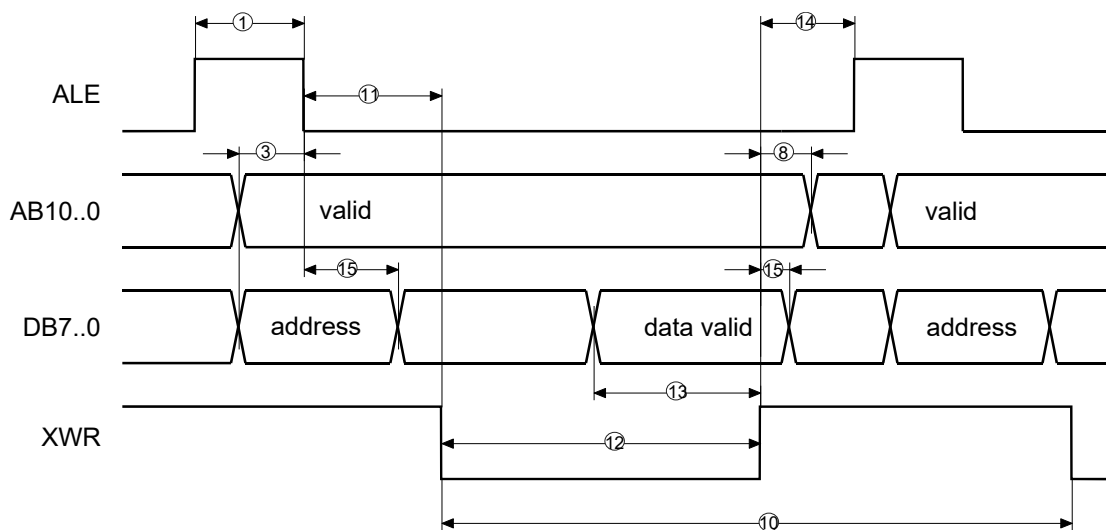 ① ⑭
ALE
⑪
③ ⑧
AB10..0 valid valid
⑮ ⑮
DB7..0 address data valid address
⑬
XWR
⑫
⑩